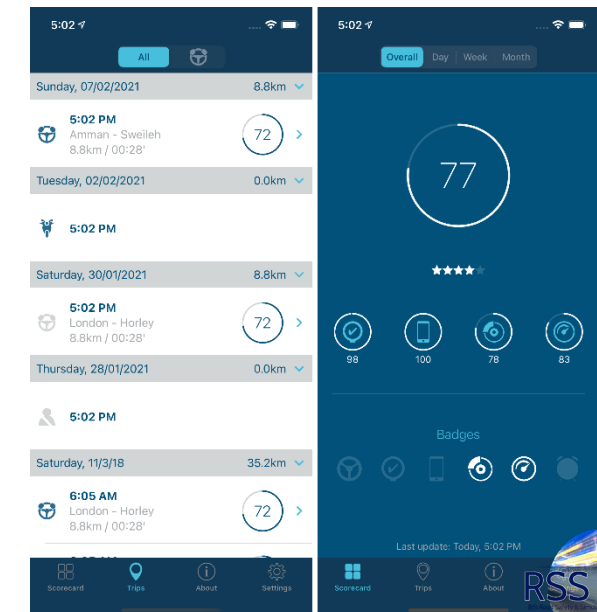 5:02
All
Sunday, 07/02/2021 8.8km
5:02 PM
Amman - Sweileh
8.8km / 00:28'
72
Tuesday, 02/02/2021 0.0km
5:02 PM
Saturday, 30/01/2021 8.8km
5:02 PM
London - Horley
8.8km / 00:28'
72
Thursday, 28/01/2021 0.0km
5:02 PM
Saturday, 11/3/18 35.2km
6:05 AM
London - Horley
8.8km / 00:28'
72
Scorecard Trips About Settings
5:02
Overall Day Week Month
77
98 100 78 83
Badges
Last update: Today, 5:02 PM
Scorecard Trips About
RSS